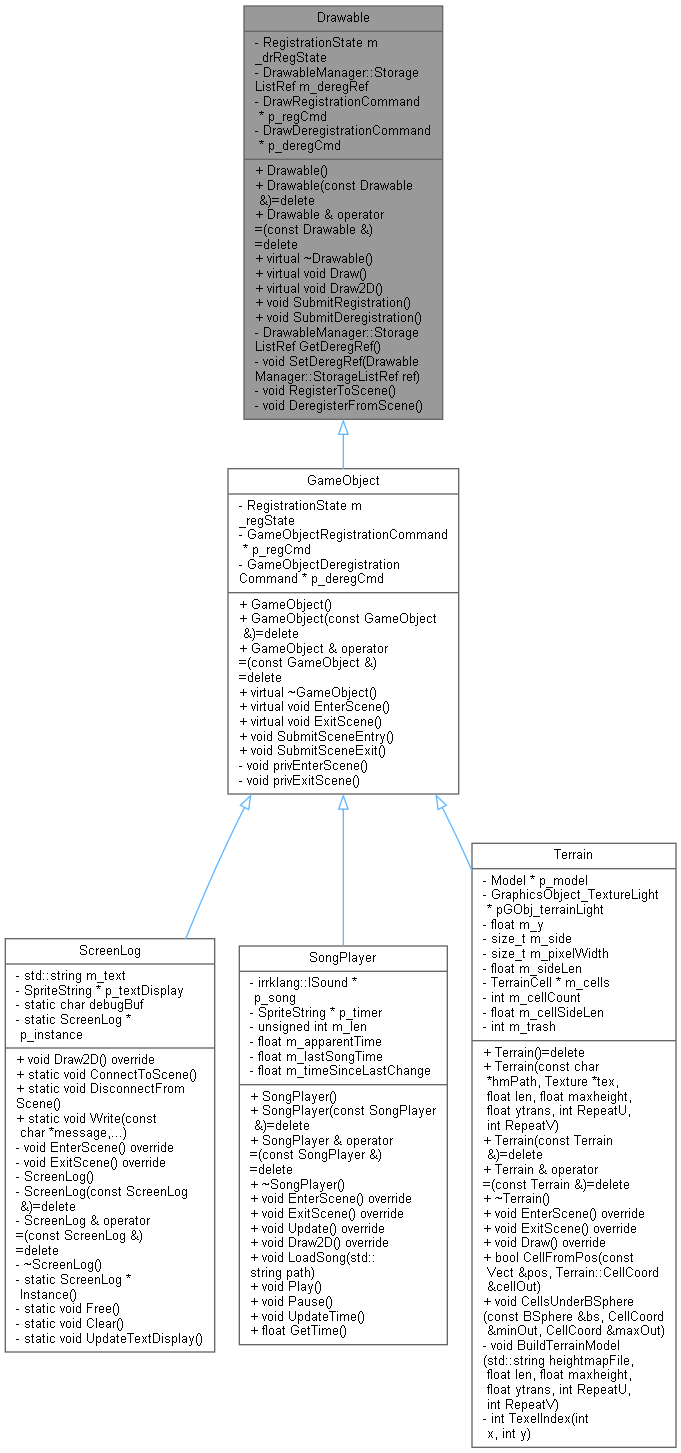 Drawable
- RegistrationState m
_drRegState
- DrawableManager::Storage
ListRef m_deregRef
- DrawRegistrationCommand
* p_regCmd
- DrawDeregistrationCommand
* p_deregCmd
+ Drawable()
+ Drawable(const Drawable
&)=delete
+ Drawable & operator
=(const Drawable &)
=delete
+ virtual ~Drawable()
+ virtual void Draw()
+ virtual void Draw2D()
+ void SubmitRegistration()
+ void SubmitDeregistration()
- DrawableManager::Storage
ListRef GetDeregRef()
- void SetDeregRef(Drawable
Manager::StorageListRef ref)
- void RegisterToScene()
- void DeregisterFromScene()
GameObject
- RegistrationState m
_regState
- GameObjectRegistrationCommand
* p_regCmd
- GameObjectDeregistration
Command * p_deregCmd
+ GameObject()
+ GameObject(const GameObject
&)=delete
+ GameObject & operator
=(const GameObject &)
=delete
+ virtual ~GameObject()
+ virtual void EnterScene()
+ virtual void ExitScene()
+ void SubmitSceneEntry()
+ void SubmitSceneExit()
- void privEnterScene()
- void privExitScene()
ScreenLog
- std::string m_text
- SpriteString * p_textDisplay
- static char debugBuf
- static ScreenLog *
p_instance
+ void Draw2D() override
+ static void ConnectToScene()
+ static void DisconnectFrom
Scene()
+ static void Write(const
char *message,...)
- void EnterScene() override
- void ExitScene() override
- ScreenLog()
- ScreenLog(const ScreenLog
&)=delete
- ScreenLog & operator
=(const ScreenLog &)
=delete
- ~ScreenLog()
- static ScreenLog *
Instance()
- static void Free()
- static void Clear()
- static void UpdateTextDisplay()
SongPlayer
- irrklang::ISound *
p_song
- SpriteString * p_timer
- unsigned int m_len
- float m_apparentTime
- float m_lastSongTime
- float m_timeSinceLastChange
+ SongPlayer()
+ SongPlayer(const SongPlayer
&)=delete
+ SongPlayer & operator
=(const SongPlayer &)
=delete
+ ~SongPlayer()
+ void EnterScene() override
+ void ExitScene() override
+ void Update() override
+ void Draw2D() override
+ void LoadSong(std::
string path)
+ void Play()
+ void Pause()
+ void UpdateTime()
+ float GetTime()
Terrain
- Model * p_model
- GraphicsObject_TextureLight
* pGObj_terrainLight
- float m_y
- size_t m_side
- size_t m_pixelWidth
- float m_sideLen
- TerrainCell * m_cells
- int m_cellCount
- float m_cellSideLen
- int m_trash
+ Terrain()=delete
+ Terrain(const char
*hmPath, Texture *tex,
float len, float maxheight,
float ytrans, int RepeatU,
int RepeatV)
+ Terrain(const Terrain
&)=delete
+ Terrain & operator
=(const Terrain &)=delete
+ ~Terrain()
+ void EnterScene() override
+ void ExitScene() override
+ void Draw() override
+ bool CellFromPos(const
Vect &pos, Terrain::CellCoord
&cellOut)
+ void CellsUnderBSphere
(const BSphere &bs, CellCoord
&minOut, CellCoord &maxOut)
- void BuildTerrainModel
(std::string heightmapFile,
float len, float maxheight,
float ytrans, int RepeatU,
int RepeatV)
- int TexelIndex(int
x, int y)